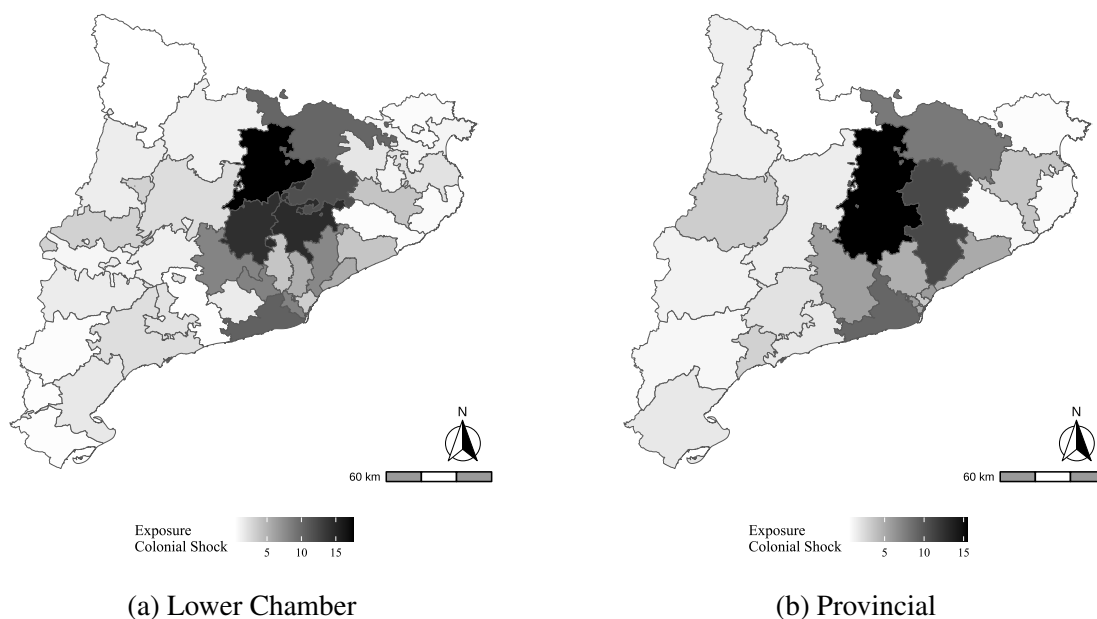 N
60 km
Exposure
Colonial Shock
5 10 15
(a) Lower Chamber
N
60 km
Exposure
Colonial Shock
5 10 15
(b) Provincial